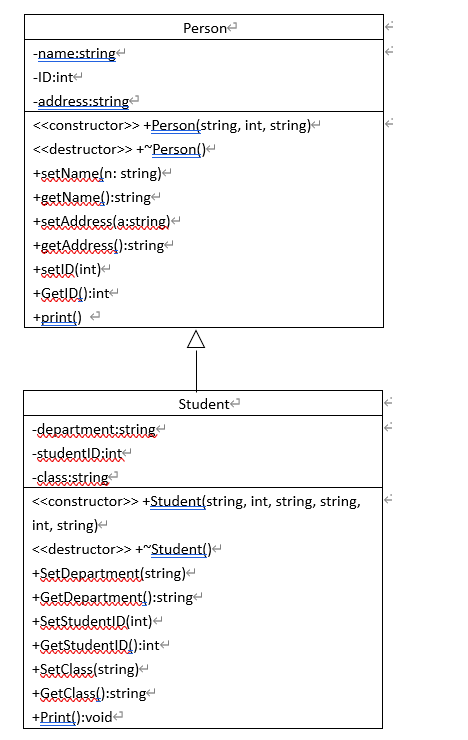 Person
-name:string
-ID:int
-address:string
<<constructor>> +Person(string, int, string)
<<destructor>> +~Person()
+setName(n: string)
+getName():string
+setAddress(a:string)
+getAddress():string
+setID(int)
+GetID():int
+print()
Student
-department:string
-studentID:int
-class:string
<<constructor>> +Student(string, int, string, string,
int, string)
<<destructor>> +~Student()
+SetDepartment(string)
+GetDepartment():string
+SetStudentID(int)
+GetStudentID():int
+SetClass(string)
+GetClass():string
+Print():void